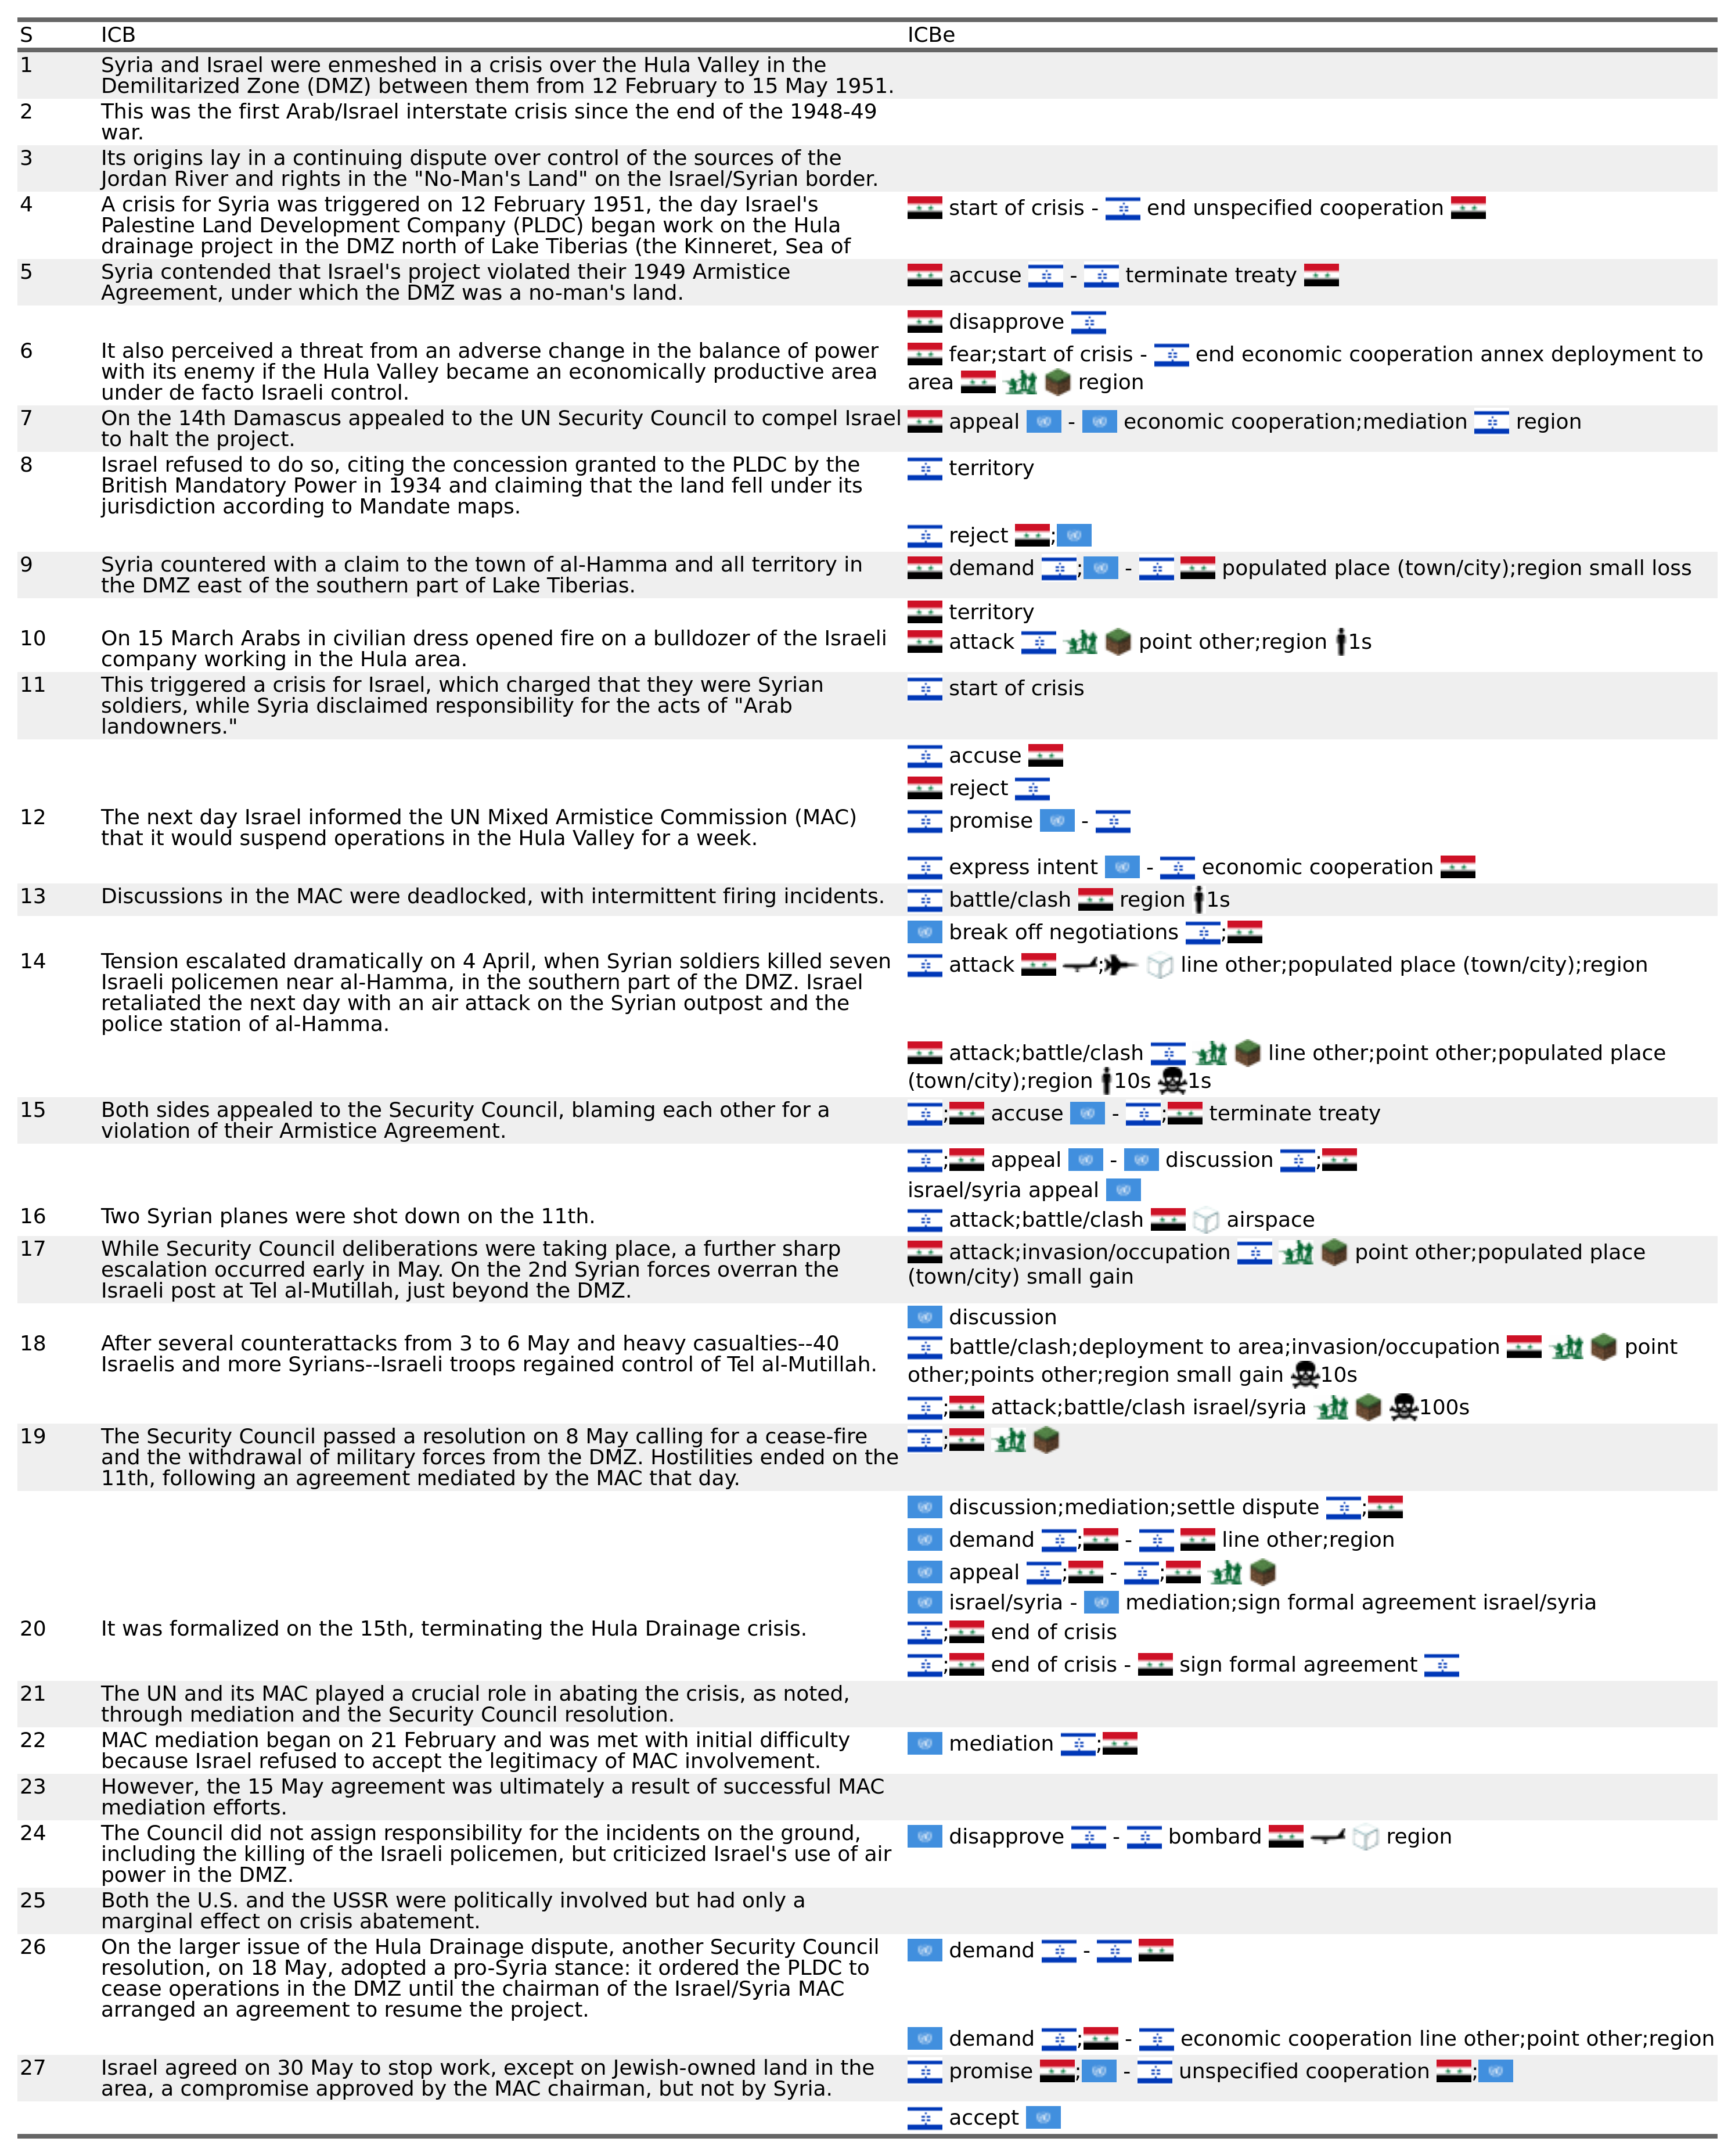 S ICB ICBe
1 Syria and Israel were enmeshed in a crisis over the Hula Valley in the
Demilitarized Zone (DMZ) between them from 12 February to 15 May 1951.
2 This was the first Arab/Israel interstate crisis since the end of the 1948-49
war.
3 Its origins lay in a continuing dispute over control of the sources of the
Jordan River and rights in the "No-Man's Land" on the Israel/Syrian border.
4 A crisis for Syria was triggered on 12 February 1951, the day Israel's
Palestine Land Development Company (PLDC) began work on the Hula
drainage project in the DMZ north of Lake Tiberias (the Kinneret, Sea of
start of crisis - end unspecified cooperation
5 Syria contended that Israel's project violated their 1949 Armistice
Agreement, under which the DMZ was a no-man's land.
accuse - terminate treaty
disapprove
6 It also perceived a threat from an adverse change in the balance of power
with its enemy if the Hula Valley became an economically productive area
under de facto Israeli control.
fear;start of crisis - end economic cooperation annex deployment to
area region
7 On the 14th Damascus appealed to the UN Security Council to compel Israel
to halt the project.
appeal - economic cooperation;mediation region
8 Israel refused to do so, citing the concession granted to the PLDC by the
British Mandatory Power in 1934 and claiming that the land fell under its
jurisdiction according to Mandate maps.
territory
reject ;
9 Syria countered with a claim to the town of al-Hamma and all territory in
the DMZ east of the southern part of Lake Tiberias.
demand ; - populated place (town/city);region small loss
territory
10 On 15 March Arabs in civilian dress opened fire on a bulldozer of the Israeli
company working in the Hula area.
attack point other;region 1s
11 This triggered a crisis for Israel, which charged that they were Syrian
soldiers, while Syria disclaimed responsibility for the acts of "Arab
landowners."
start of crisis
accuse
reject
12 The next day Israel informed the UN Mixed Armistice Commission (MAC)
that it would suspend operations in the Hula Valley for a week.
promise -
express intent - economic cooperation
13 Discussions in the MAC were deadlocked, with intermittent firing incidents.
battle/clash region 1s
break off negotiations ;
14 Tension escalated dramatically on 4 April, when Syrian soldiers killed seven
Israeli policemen near al-Hamma, in the southern part of the DMZ. Israel
retaliated the next day with an air attack on the Syrian outpost and the
police station of al-Hamma.
attack ; line other;populated place (town/city);region
attack;battle/clash line other;point other;populated place
(town/city);region 10s 1s
15 Both sides appealed to the Security Council, blaming each other for a
violation of their Armistice Agreement.
; accuse - ; terminate treaty
; appeal - discussion ;
israel/syria appeal
16 Two Syrian planes were shot down on the 11th.
attack;battle/clash airspace
17 While Security Council deliberations were taking place, a further sharp
escalation occurred early in May. On the 2nd Syrian forces overran the
Israeli post at Tel al-Mutillah, just beyond the DMZ.
attack;invasion/occupation point other;populated place
(town/city) small gain
discussion
18 After several counterattacks from 3 to 6 May and heavy casualties--40
Israelis and more Syrians--Israeli troops regained control of Tel al-Mutillah.
battle/clash;deployment to area;invasion/occupation point
other;points other;region small gain 10s
; attack;battle/clash israel/syria 100s
19 The Security Council passed a resolution on 8 May calling for a cease-fire
and the withdrawal of military forces from the DMZ. Hostilities ended on the
11th, following an agreement mediated by the MAC that day.
;
discussion;mediation;settle dispute ;
demand ; - line other;region
appeal ; - ;
israel/syria - mediation;sign formal agreement israel/syria
20 It was formalized on the 15th, terminating the Hula Drainage crisis.
; end of crisis
; end of crisis - sign formal agreement
21 The UN and its MAC played a crucial role in abating the crisis, as noted,
through mediation and the Security Council resolution.
22 MAC mediation began on 21 February and was met with initial difficulty
because Israel refused to accept the legitimacy of MAC involvement.
mediation ;
23 However, the 15 May agreement was ultimately a result of successful MAC
mediation efforts.
24 The Council did not assign responsibility for the incidents on the ground,
including the killing of the Israeli policemen, but criticized Israel's use of air
power in the DMZ.
disapprove - bombard region
25 Both the U.S. and the USSR were politically involved but had only a
marginal effect on crisis abatement.
26 On the larger issue of the Hula Drainage dispute, another Security Council
resolution, on 18 May, adopted a pro-Syria stance: it ordered the PLDC to
cease operations in the DMZ until the chairman of the Israel/Syria MAC
arranged an agreement to resume the project.
demand -
demand ; - economic cooperation line other;point other;region
27 Israel agreed on 30 May to stop work, except on Jewish-owned land in the
area, a compromise approved by the MAC chairman, but not by Syria.
promise ; - unspecified cooperation ;
accept